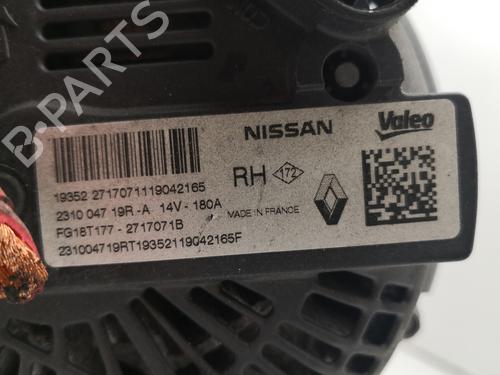 B-PARTS
NISSAN
Valeo
19352 2717071119042165
2310 047 19R -A 14V - 180A
FG18T177 - 2717071B
231004719RT19352119042165F
RH 172
MADE IN FRANCE